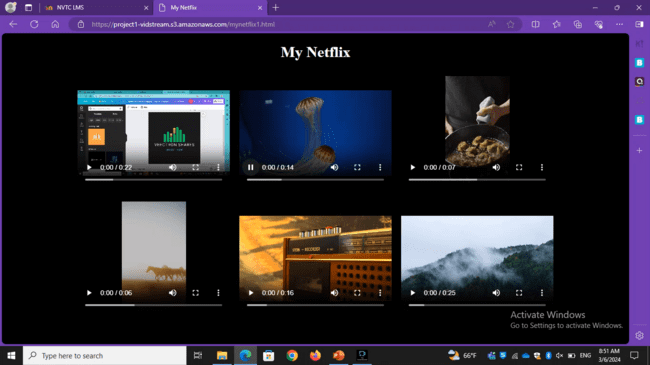 NVTC LMS
My Netflix
https://project1-vidstream.s3.amazonaws.com/mynetflix1.html
My Netflix
0:00 / 0:22
0:00 / 0:14
0:00 / 0:07
0:00 / 0:06
0:00 / 0:16
0:00 / 0:25
Activate Windows
Go to Settings to activate Windows.
Type here to search
66°F
ENG
8:51 AM
3/6/2024